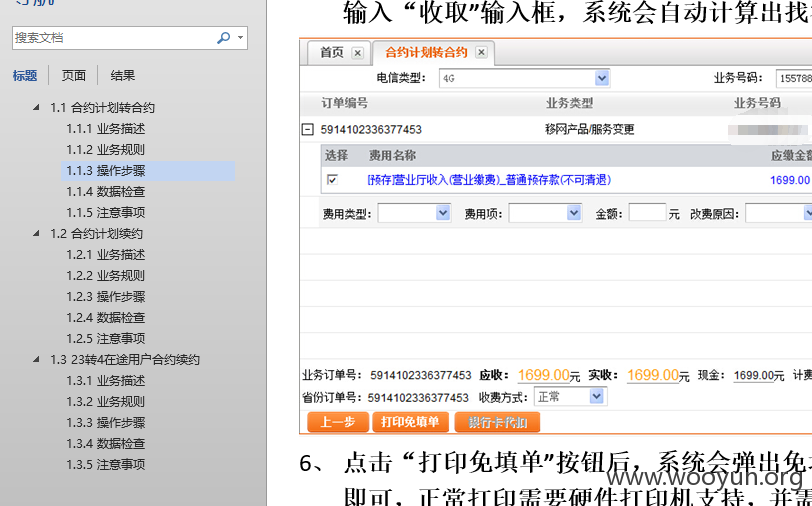 搜索文档
标题 页面 结果
1.1 合约计划转合约
1.1.1 业务描述
1.1.2 业务规则
1.1.3 操作步骤
1.1.4 数据检查
1.1.5 注意事项
1.2 合约计划续约
1.2.1 业务描述
1.2.2 业务规则
1.2.3 操作步骤
1.2.4 数据检查
1.2.5 注意事项
1.3 23转4在途用户合约续约
1.3.1 业务描述
1.3.2 业务规则
1.3.3 操作步骤
1.3.4 数据检查
1.3.5 注意事项
输入“收取”输入框，系统会自动计算出找
首页 合约计划转合约
电信类型： 4G 业务号码： 155788
订单编号 业务类型 业务号码
5914102336377453 移网产品/服务变更
选择 费用名称 应缴金
[预存]营业厅收入(营业缴费)_普通预存款(不可清退) 1699.00
费用类型： 费用项： 金额： 元 改费原因：
业务订单号： 5914102336377453 应收： 1699.00元 实收： 1699.00元 现金： 1699.00元 计费
省份订单号： 5914102336377453 收费方式： 正常
上一步 打印免填单 银行卡代扣
6、 点击“打印免填单”按钮后，系统会弹出免
www.wooyun.org
即可，正常打印需要硬件打印机支持，并需